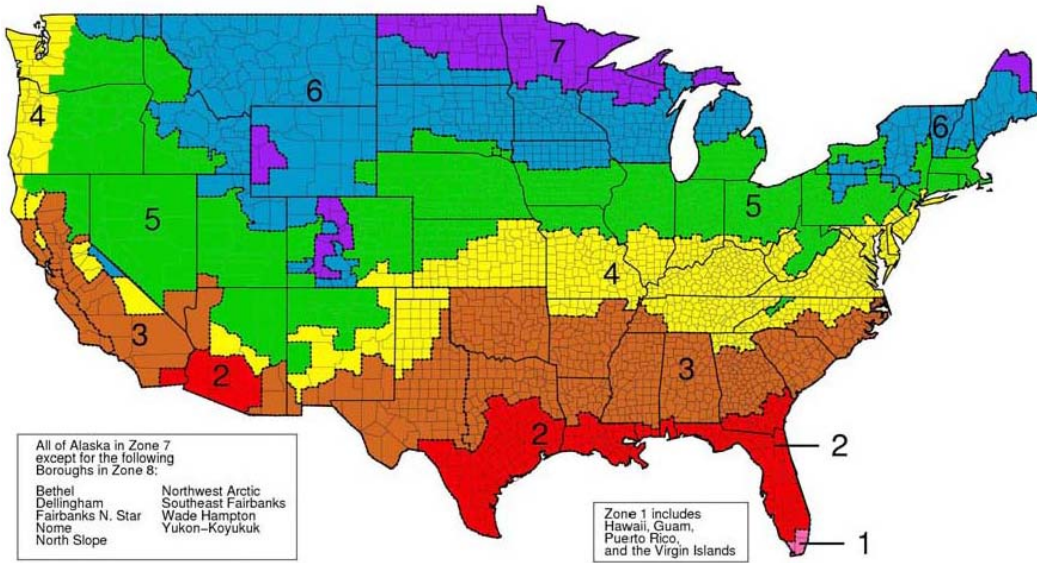 7
6
6
4
5
5
4
3
3
2
2
2
1
All of Alaska in Zone 7
except for the following
Boroughs in Zone 8:
Bethel Northwest Arctic
Dellingham Southeast Fairbanks
Fairbanks N. Star Wade Hampton
Nome Yukon-Koyukuk
North Slope
Zone 1 includes
Hawaii, Guam,
Puerto Rico,
and the Virgin Islands